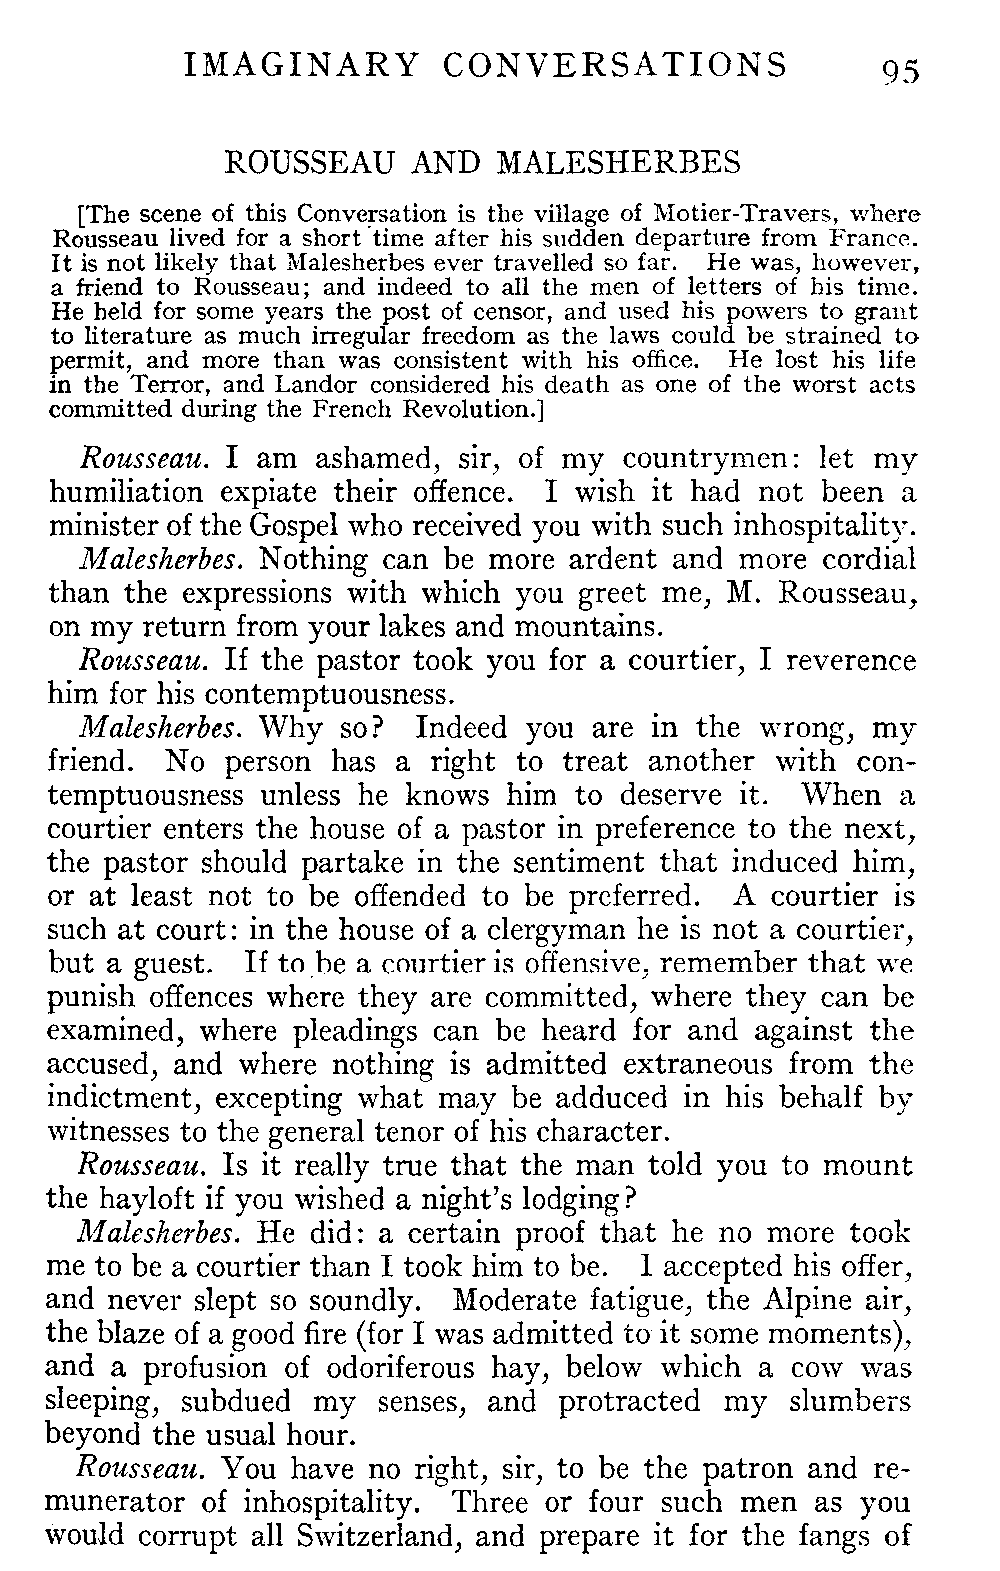 IMAGINARY CONVERSATIONS 95
ROUSSEAU AND MALESHERBES
[The scene of this Conversation is the village of Motier-Travers, where
Rousseau lived for a short time after his sudden departure from France.
It is not likely that Malesherbes ever travelled so far. He was, however,
a friend to Rousseau; and indeed to all the men of letters of his time.
He held for some years the post of censor, and used his powers to grant
to literature as much irregular freedom as the laws could be strained to
permit, and more than was consistent with his office. He lost his life
in the Terror, and Landor considered his death as one of the worst acts
committed during the French Revolution.]
Rousseau. I am ashamed, sir, of my countrymen: let my
humiliation expiate their offence. I wish it had not been a
minister of the Gospel who received you with such inhospitality.
Malesherbes. Nothing can be more ardent and more cordial
than the expressions with which you greet me, M. Rousseau,
on my return from your lakes and mountains.
Rousseau. If the pastor took you for a courtier, I reverence
him for his contemptuousness.
Malesherbes. Why so? Indeed you are in the wrong, my
friend. No person has a right to treat another with con-
temptuousness unless he knows him to deserve it. When a
courtier enters the house of a pastor in preference to the next,
the pastor should partake in the sentiment that induced him,
or at least not to be offended to be preferred. A courtier is
such at court: in the house of a clergyman he is not a courtier,
but a guest. If to be a courtier is offensive, remember that we
punish offences where they are committed, where they can be
examined, where pleadings can be heard for and against the
accused, and where nothing is admitted extraneous from the
indictment, excepting what may be adduced in his behalf by
witnesses to the general tenor of his character.
Rousseau. Is it really true that the man told you to mount
the hayloft if you wished a night's lodging?
Malesherbes. He did: a certain proof that he no more took
me to be a courtier than I took him to be. I accepted his offer,
and never slept so soundly. Moderate fatigue, the Alpine air,
the blaze of a good fire (for I was admitted to it some moments),
and a profusion of odoriferous hay, below which a cow was
sleeping, subdued my senses, and protracted my slumbers
beyond the usual hour.
Rousseau. You have no right, sir, to be the patron and re-
munerator of inhospitality. Three or four such men as you
would corrupt all Switzerland, and prepare it for the fangs of